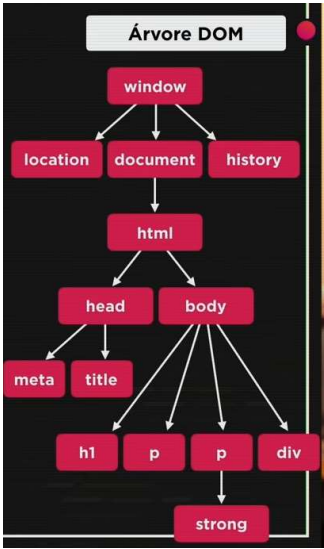 Árvore DOM
window
location document history
html
head body
meta title
h1 p p div
strong